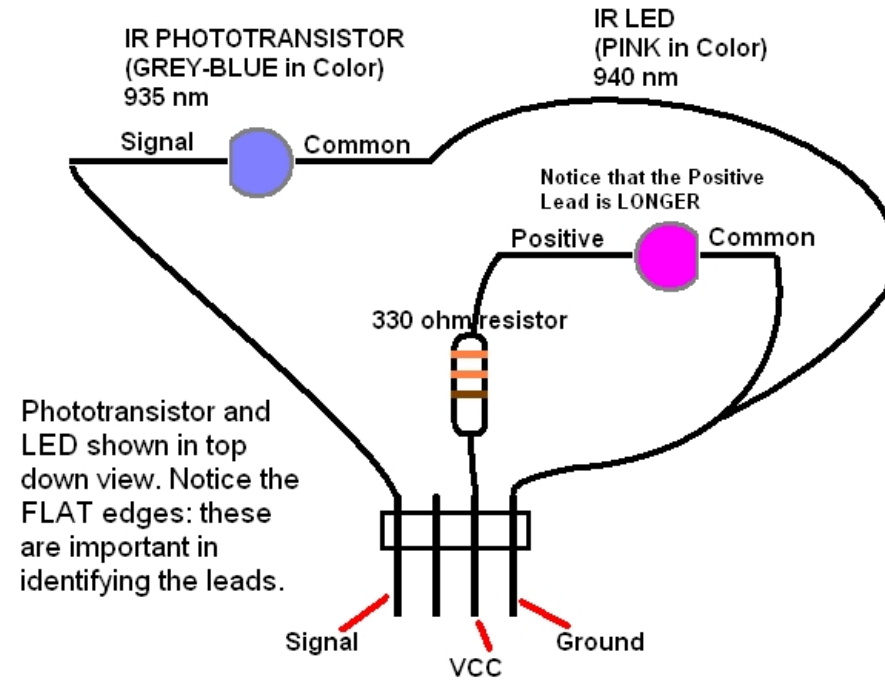 IR PHOTOTRANSISTOR
(GREY-BLUE in Color)
935 nm
IR LED
(PINK in Color)
940 nm
Signal
Common
Notice that the Positive
Lead is LONGER
Positive
Common
330 ohm resistor
Phototransistor and
LED shown in top
down view. Notice the
FLAT edges: these
are important in
identifying the leads.
Signal
VCC
Ground